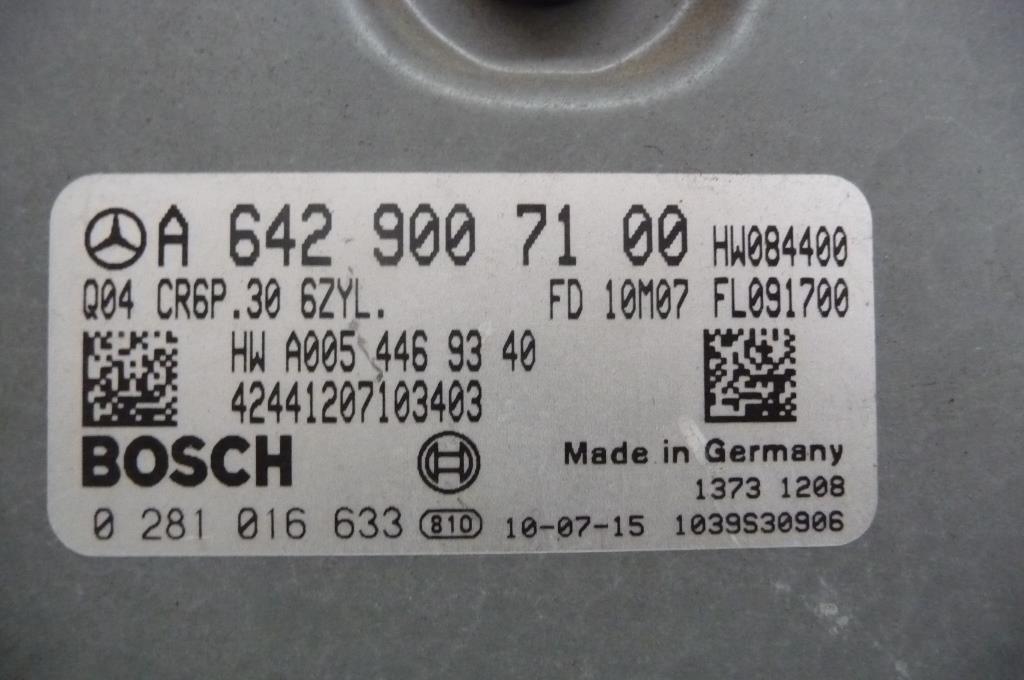 A 642 900 71 00 HW084400
Q04 CR6P.30 6ZYL. FD 10M07 FL091700
HW A005 446 93 40
42441207103403
BOSCH
Made in Germany
1373 1208
0 281 016 633 810 10-07-15 1039S30906